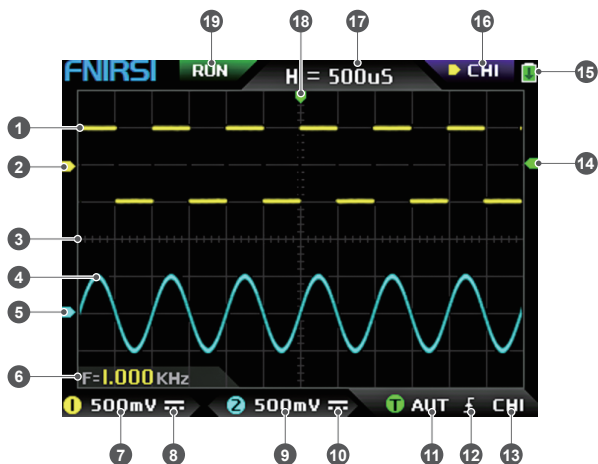 19 18 17 16
FNIRSI RUN H = 500uS CH1 15
1
2 14
3
4
5
6 F=1.000KHz
1 500mV 2 500mV T AUT CH1
7 8 9 10 11 12 13